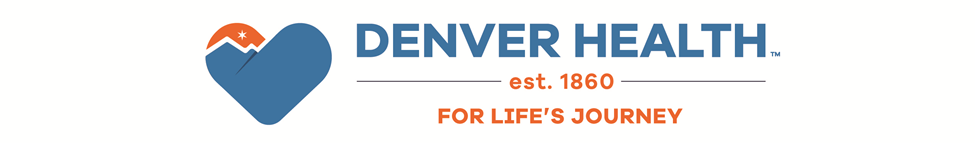 DENVER HEALTH™
est. 1860
FOR LIFE'S JOURNEY